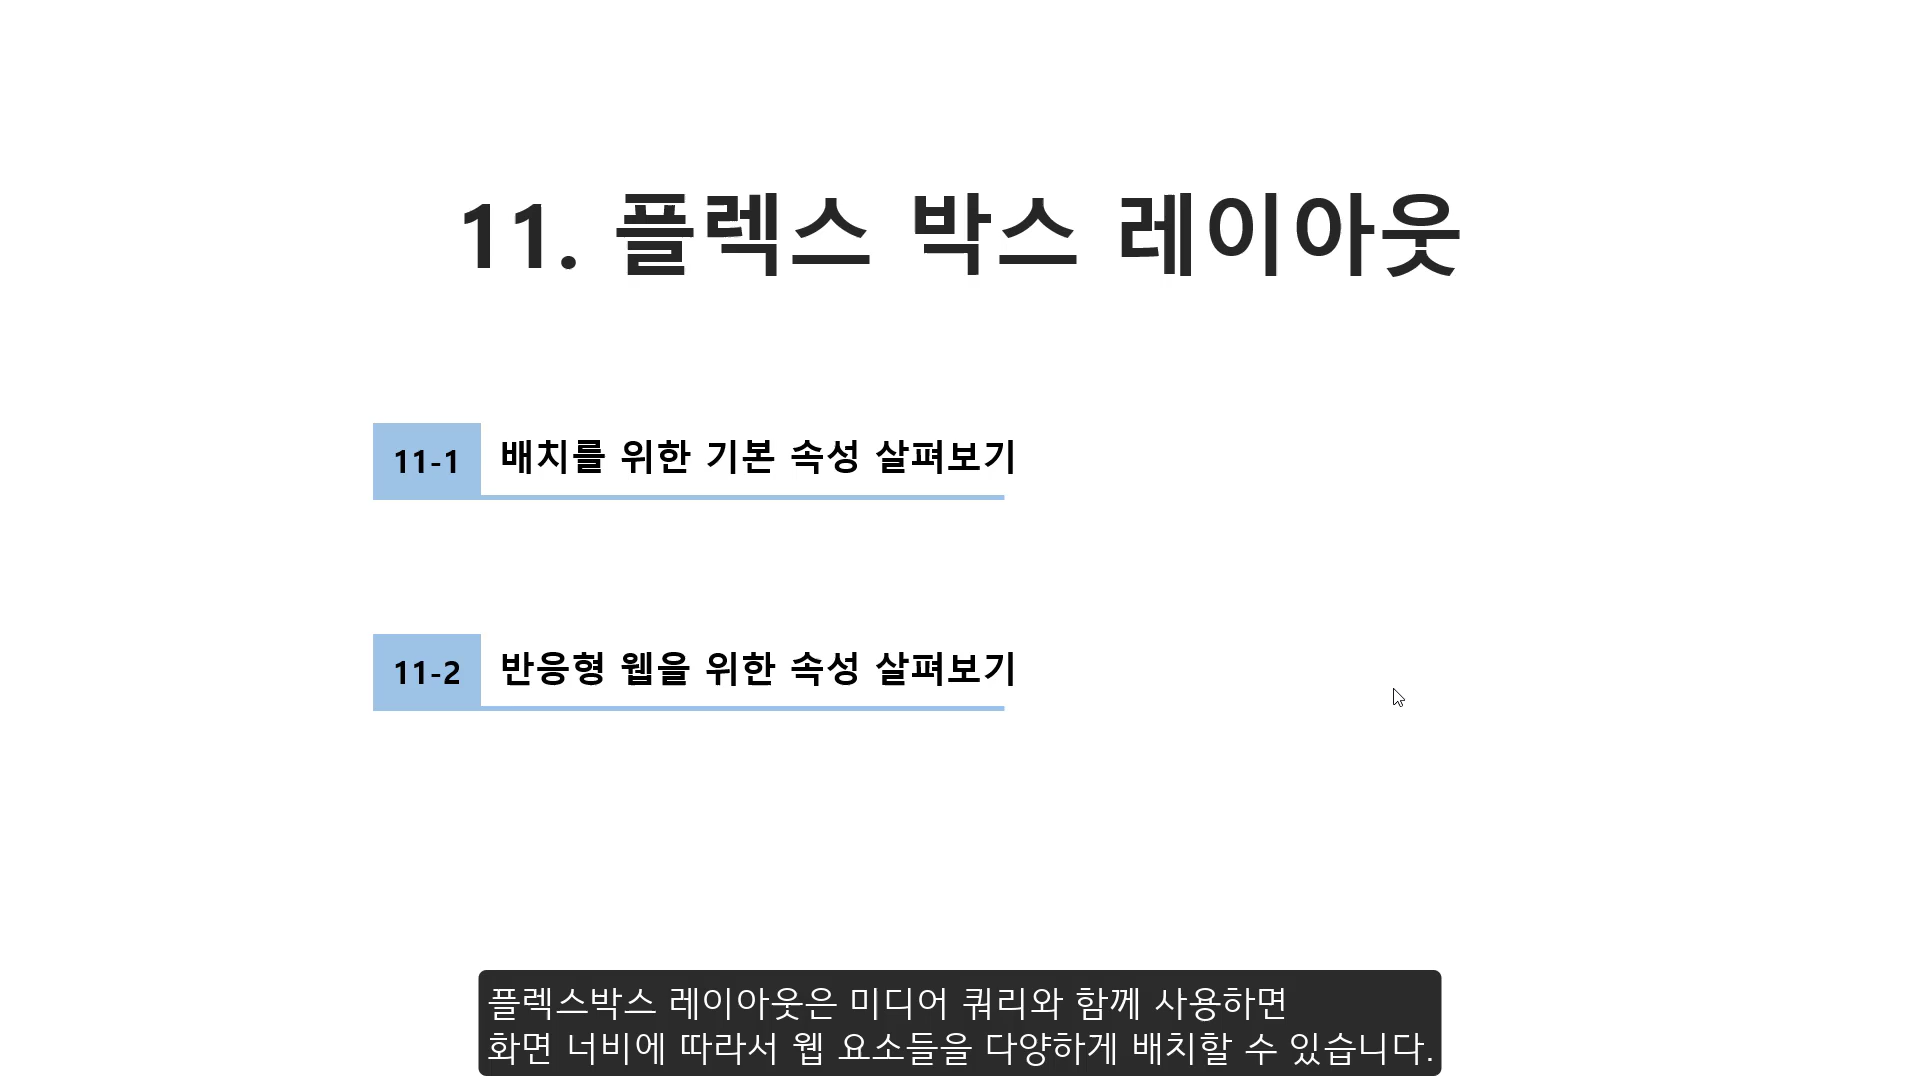 11. 플렉스 박스 레이아웃
11-1 배치를 위한 기본 속성 살펴보기
11-2 반응형 웹을 위한 속성 살펴보기
플렉스박스 레이아웃은 미디어 쿼리와 함께 사용하면
화면 너비에 따라서 웹 요소들을 다양하게 배치할 수 있습니다.